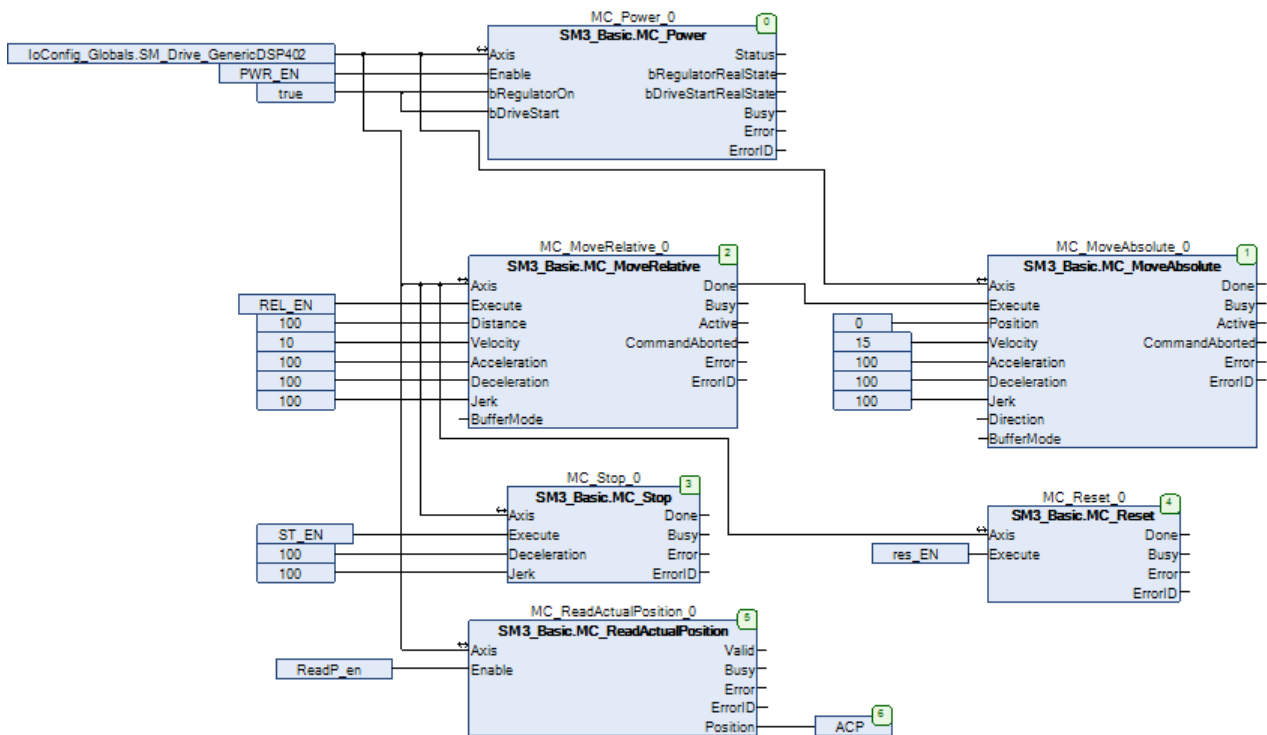 MC_Power_0
0
SM3_Basic.MC_Power
IoConfig_Globals.SM_Drive_GenericDSP402
Axis
Status
PWR_EN
Enable
bRegulatorRealState
true
bRegulatorOn
bDriveStartRealState
bDriveStart
Busy
Error
ErrorID
MC_MoveRelative_0
2
SM3_Basic.MC_MoveRelative
Axis
Done
REL_EN
Execute
Busy
100
Distance
Active
10
Velocity
CommandAborted
100
Acceleration
Error
100
Deceleration
ErrorID
100
Jerk
BufferMode
MC_MoveAbsolute_0
1
SM3_Basic.MC_MoveAbsolute
Axis
Done
Execute
Busy
0
Position
Active
15
Velocity
CommandAborted
100
Acceleration
Error
100
Deceleration
ErrorID
100
Jerk
Direction
BufferMode
MC_Stop_0
3
SM3_Basic.MC_Stop
Axis
Done
ST_EN
Execute
Busy
100
Deceleration
Error
100
Jerk
ErrorID
MC_Reset_0
4
SM3_Basic.MC_Reset
Axis
Done
res_EN
Execute
Busy
Error
ErrorID
MC_ReadActualPosition_0
5
SM3_Basic.MC_ReadActualPosition
Axis
Valid
ReadP_en
Enable
Busy
Error
ErrorID
Position
6
ACP